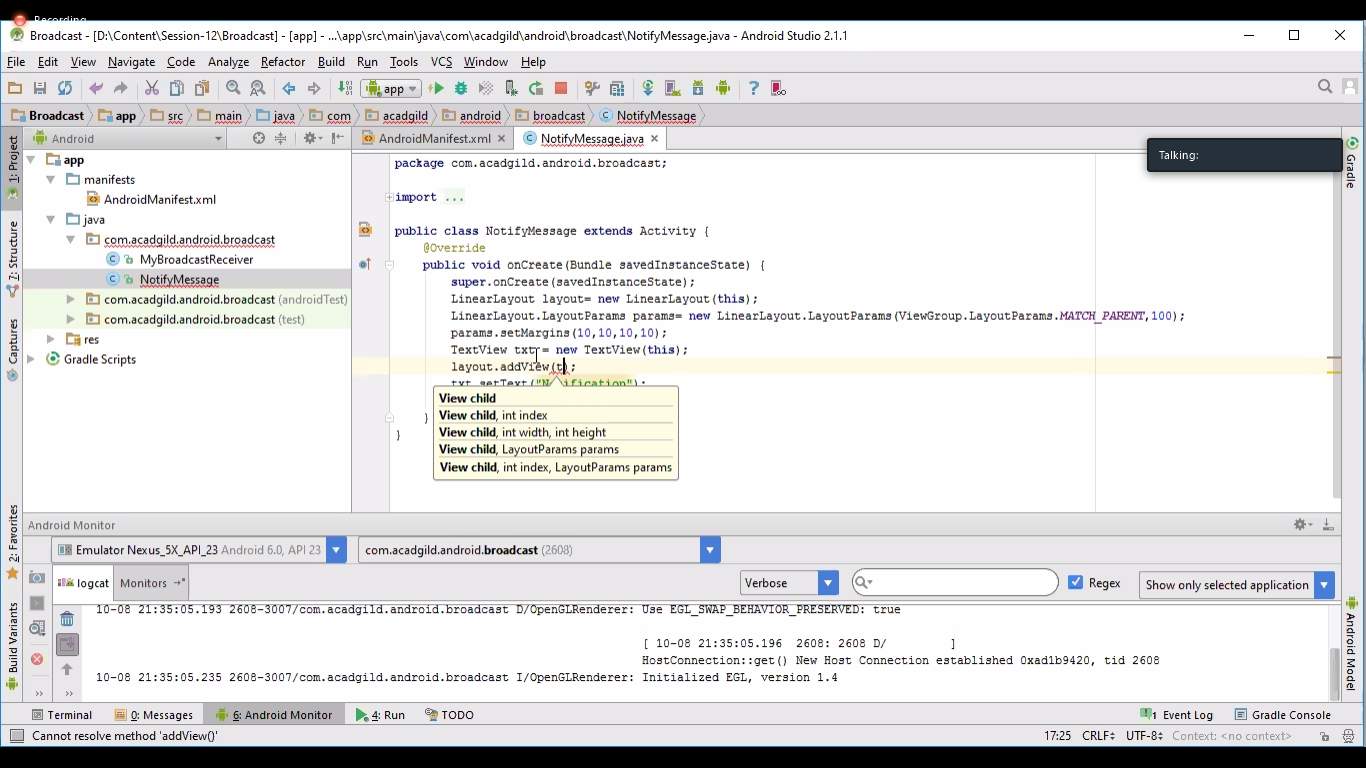 Recording
Broadcast - [D:\Content\Session-12\Broadcast] - [app] - ...\app\src\main\java\com\acadgild\android\broadcast\NotifyMessage.java - Android Studio 2.1.1
File Edit View Navigate Code Analyze Refactor Build Run Tools VCS Window Help
app
Broadcast app src main java com acadgild android broadcast NotifyMessage
Android AndroidManifest.xml NotifyMessage.java
Talking:
1: Project
7: Structure
Captures
2: Favorites
Build Variants
app
manifests
AndroidManifest.xml
java
com.acadgild.android.broadcast
MyBroadcastReceiver
NotifyMessage
com.acadgild.android.broadcast (androidTest)
com.acadgild.android.broadcast (test)
res
Gradle Scripts
package com.acadgild.android.broadcast;
import ...
public class NotifyMessage extends Activity {
@Override
public void onCreate(Bundle savedInstanceState) {
super.onCreate(savedInstanceState);
LinearLayout layout= new LinearLayout(this);
LinearLayout.LayoutParams params= new LinearLayout.LayoutParams(ViewGroup.LayoutParams.MATCH_PARENT,100);
params.setMargins(10,10,10,10);
TextView txt= new TextView(this);
layout.addView(t);
txt.setText("Notification");
View child
View child, int index
View child, int width, int height
View child, LayoutParams params
View child, int index, LayoutParams params
}
}
Gradle
Android Model
Android Monitor
Emulator Nexus_5X_API_23 Android 6.0, API 23 com.acadgild.android.broadcast (2608)
logcat Monitors Verbose Regex Show only selected application
10-08 21:35:05.193 2608-3007/com.acadgild.android.broadcast D/OpenGLRenderer: Use EGL_SWAP_BEHAVIOR_PRESERVED: true
[ 10-08 21:35:05.196 2608: 2608 D/ ]
HostConnection::get() New Host Connection established 0xad1b9420, tid 2608
10-08 21:35:05.235 2608-3007/com.acadgild.android.broadcast I/OpenGLRenderer: Initialized EGL, version 1.4
Terminal 0: Messages 6: Android Monitor 4: Run TODO 1 Event Log Gradle Console
Cannot resolve method 'addView()' 17:25 CRLF UTF-8 Context: <no context>